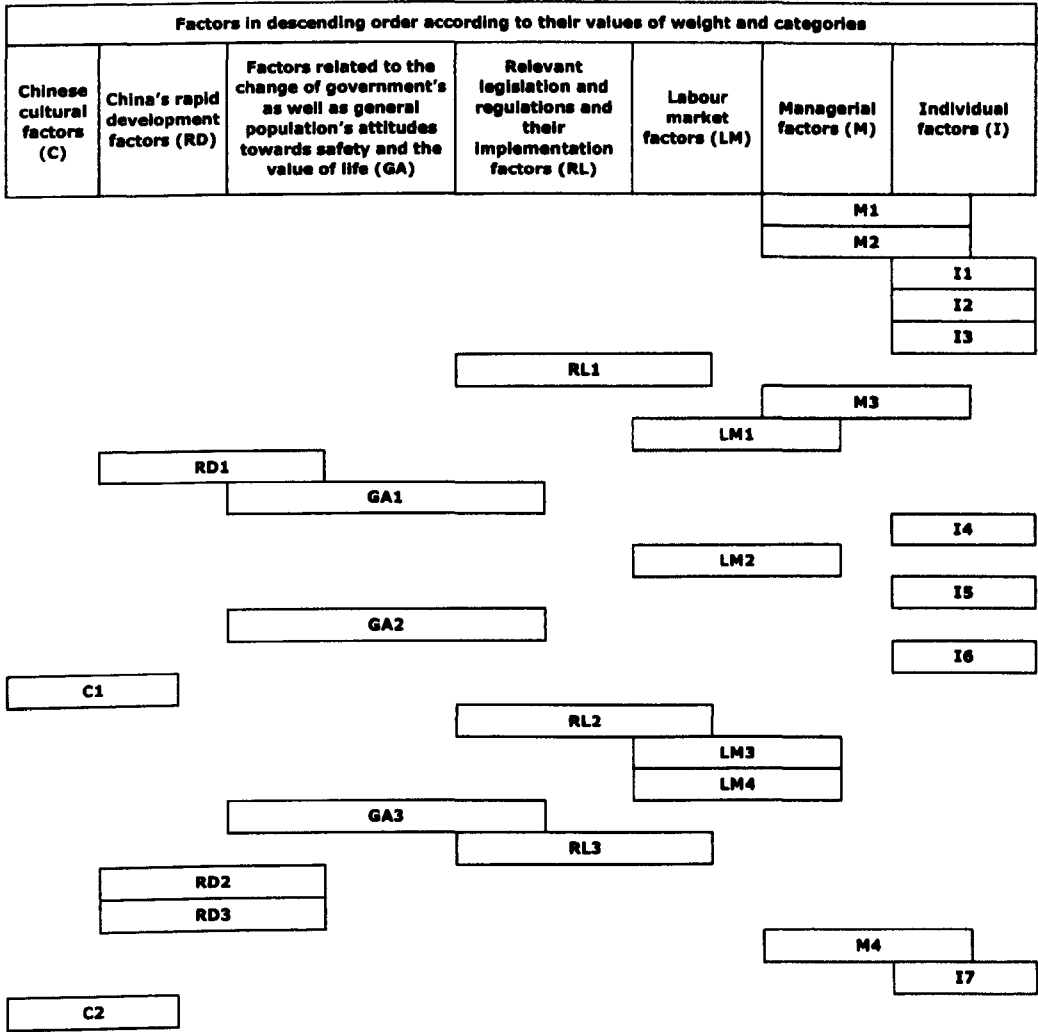 Factors in descending order according to their values of weight and categories
Chinese
cultural
factors
(C)
China's rapid
development
factors (RD)
Factors related to the
change of government's
as well as general
population's attitudes
towards safety and the
value of life (GA)
Relevant
legislation and
regulations and
their
implementation
factors (RL)
Labour
market
factors (LM)
Managerial
factors (M)
Individual
factors (I)
M1
M2
I1
I2
I3
RL1
M3
LM1
RD1
GA1
I4
LM2
I5
GA2
I6
C1
RL2
LM3
LM4
GA3
RL3
RD2
RD3
M4
I7
C2